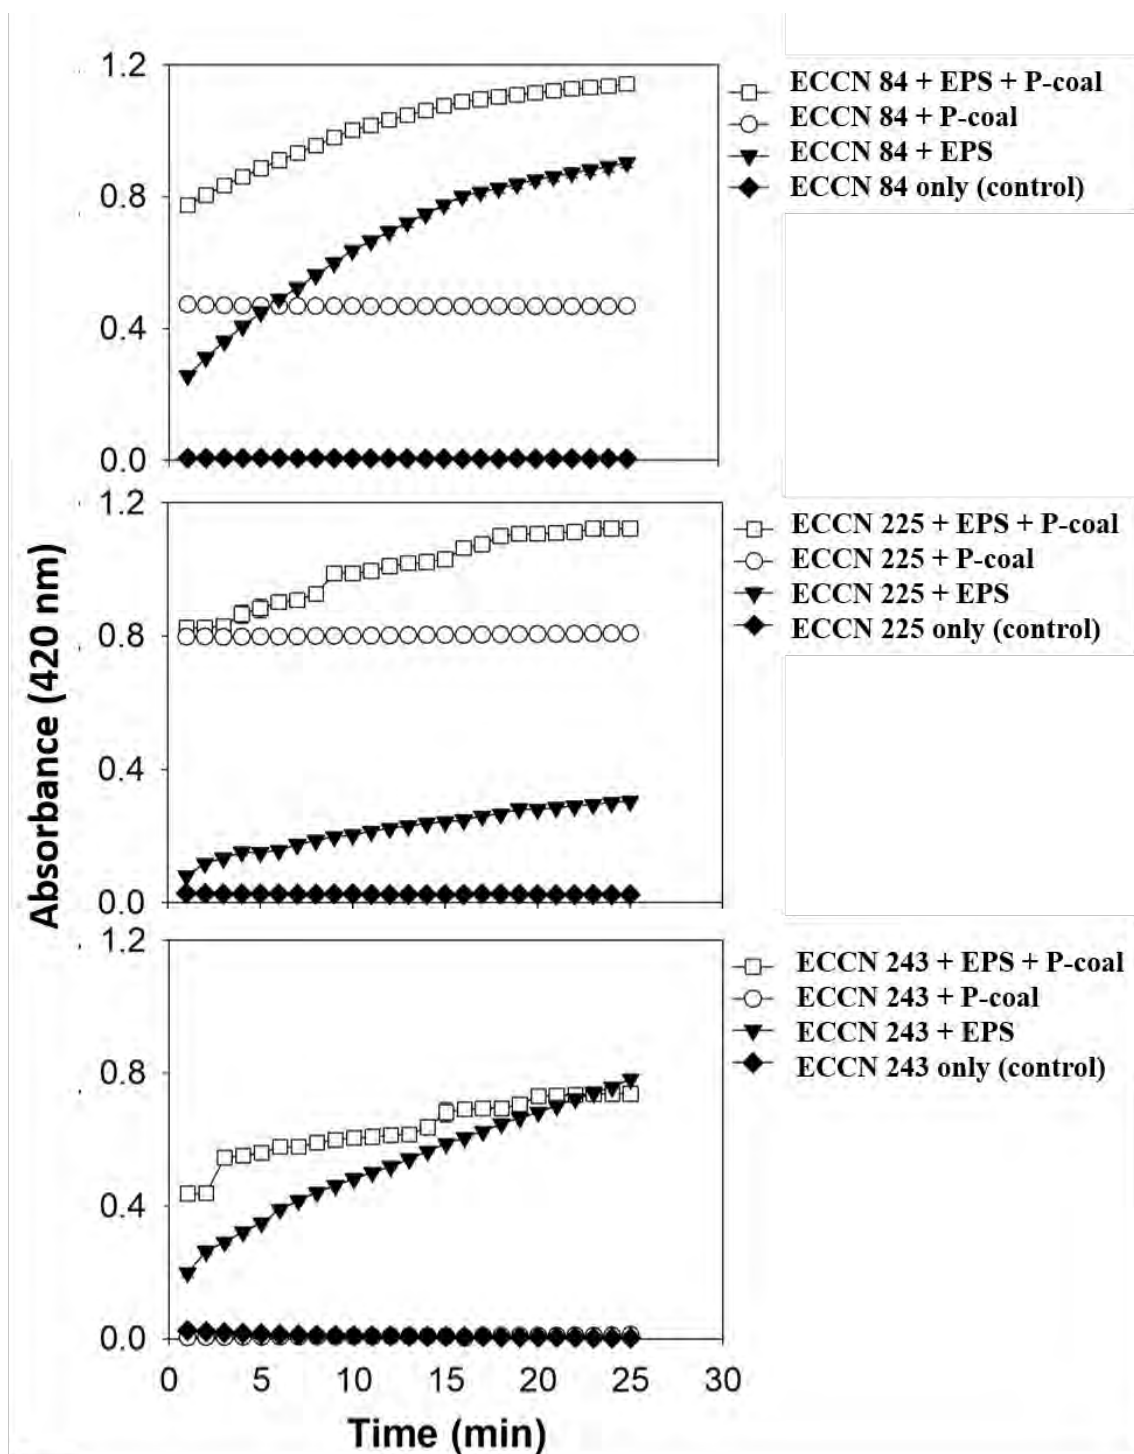 1.2
0.8
0.4
0.0
ECCN 84 + EPS + P-coal
ECCN 84 + P-coal
ECCN 84 + EPS
ECCN 84 only (control)
1.2
0.8
0.4
0.0
ECCN 225 + EPS + P-coal
ECCN 225 + P-coal
ECCN 225 + EPS
ECCN 225 only (control)
Absorbance (420 nm)
1.2
0.8
0.4
0.0
ECCN 243 + EPS + P-coal
ECCN 243 + P-coal
ECCN 243 + EPS
ECCN 243 only (control)
0 5 10 15 20 25 30
Time (min)